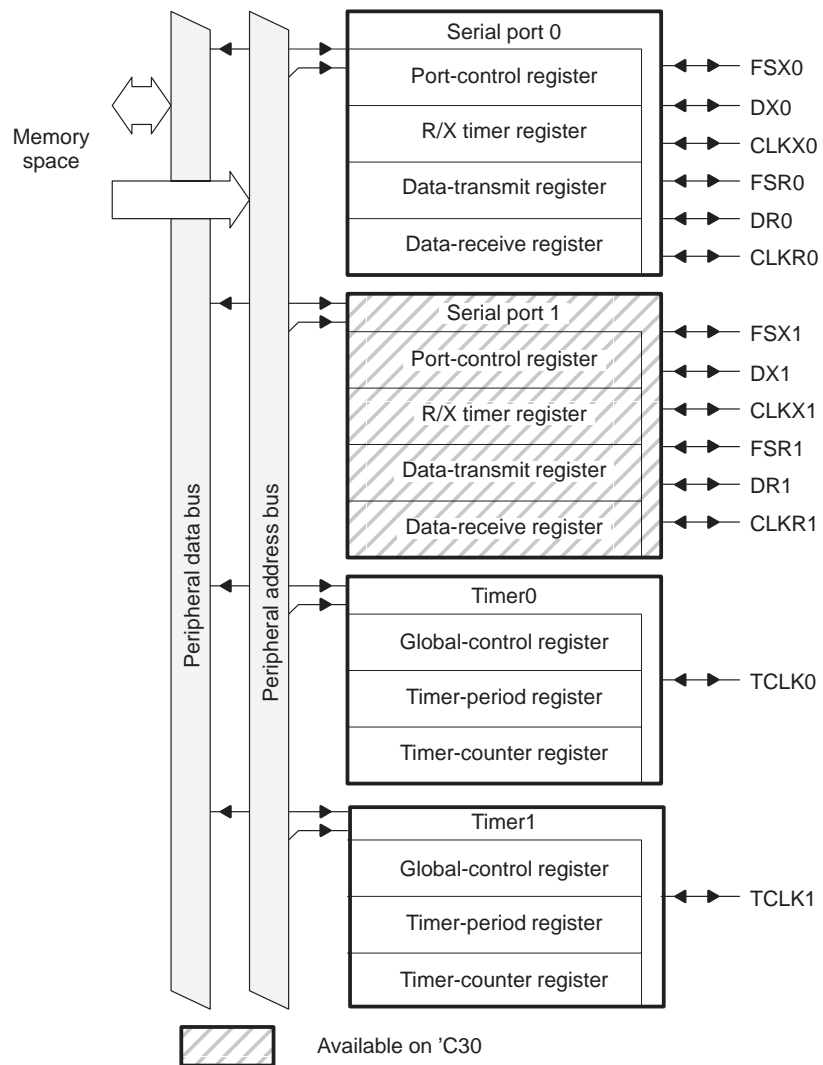 Memory
space
Peripheral data bus
Peripheral address bus
Serial port 0
Port-control register
R/X timer register
Data-transmit register
Data-receive register
FSX0
DX0
CLKX0
FSR0
DR0
CLKR0
Serial port 1
Port-control register
R/X timer register
Data-transmit register
Data-receive register
FSX1
DX1
CLKX1
FSR1
DR1
CLKR1
Timer0
Global-control register
Timer-period register
Timer-counter register
TCLK0
Timer1
Global-control register
Timer-period register
Timer-counter register
TCLK1
Available on ’C30